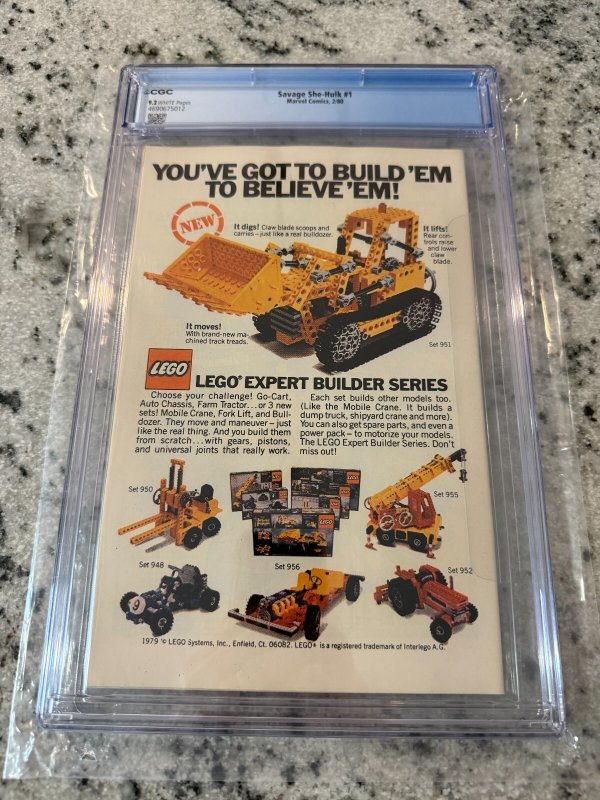 CGC
Savage She-Hulk #1
9.2 WHITE Pages
Marvel Comics, 2/80
4690675012
YOU'VE GOT TO BUILD 'EM
TO BELIEVE 'EM!
NEW
It digs! Claw blade scoops and
carries – just like a real bulldozer.
It lifts!
Rear con-
trols raise
and lower
claw
blade.
It moves!
With brand-new ma-
chined track treads.
Set 951
LEGO
LEGO® EXPERT BUILDER SERIES
Choose your challenge! Go-Cart,
Auto Chassis, Farm Tractor...or 3 new
sets! Mobile Crane, Fork Lift, and Bull-
dozer. They move and maneuver – just
like the real thing. And you build them
from scratch...with gears, pistons,
and universal joints that really work.
Each set builds other models too.
(Like the Mobile Crane. It builds a
dump truck, shipyard crane and more).
You can also get spare parts, and even a
power pack – to motorize your models.
The LEGO Expert Builder Series. Don't
miss out!
Set 950
Set 955
Set 948
Set 956
Set 952
1979 © LEGO Systems, Inc., Enfield, Ct. 06082. LEGO® is a registered trademark of Interlego A.G.